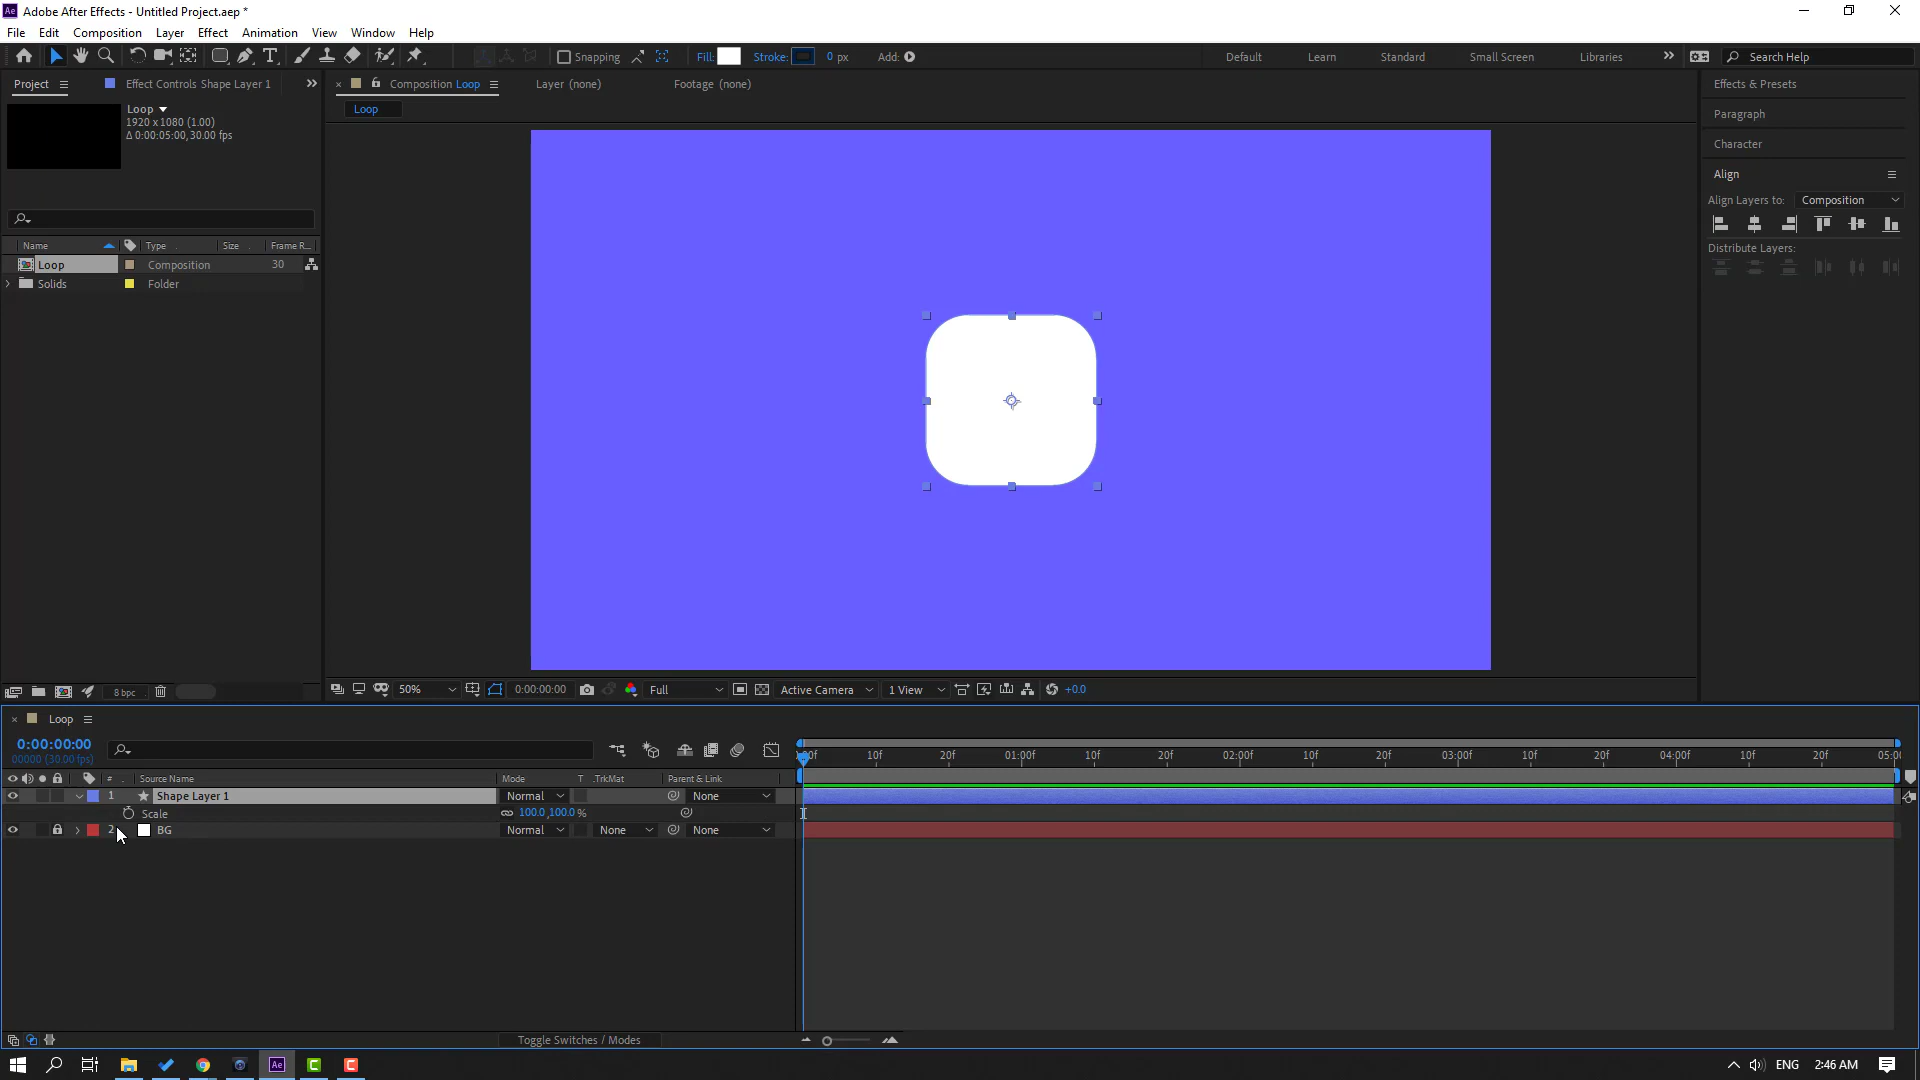 Adobe After Effects - Untitled Project.aep *
File Edit Composition Layer Effect Animation View Window Help
Snapping Fill: Stroke: 0 px Add: Default Learn Standard Small Screen Libraries Search Help
Project Effect Controls Shape Layer 1 Composition Loop Layer (none) Footage (none) Effects & Presets
Loop
1920 x 1080 (1.00)
Δ 0:00:05:00, 30.00 fps
Loop
Paragraph
Character
Align
Align Layers to: Composition
Distribute Layers:
Name Type Size Frame R...
Loop Composition 30
Solids Folder
8 bpc 50% 0:00:00:00 Full Active Camera 1 View +0.0
Loop
0:00:00:00
00000 (30.00 fps)
:00f 10f 20f 01:00f 10f 20f 02:00f 10f 20f 03:00f 10f 20f 04:00f 10f 20f 05:00
# Source Name Mode T .TrkMat Parent & Link
1 Shape Layer 1 Normal None
Scale 100.0,100.0%
2 BG Normal None None
Toggle Switches / Modes
Ae ENG 2:46 AM